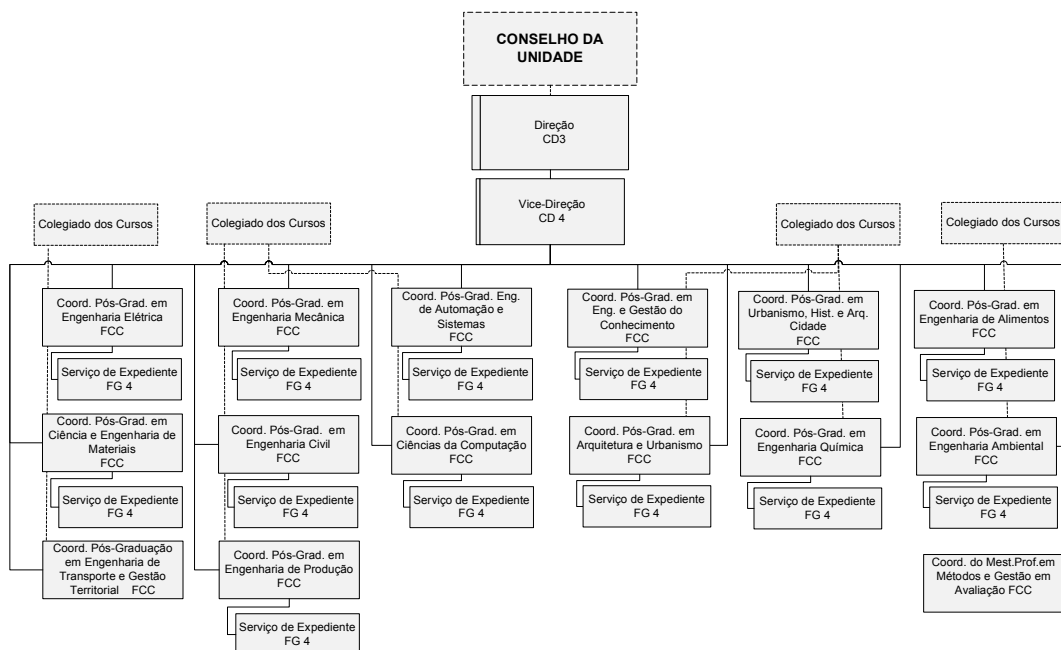 CONSELHO DA
UNIDADE
Direção
CD3
Vice-Direção
CD 4
Colegiado dos Cursos
Colegiado dos Cursos
Colegiado dos Cursos
Colegiado dos Cursos
Coord. Pós-Grad. em
Engenharia Elétrica
FCC
Coord. Pós-Grad. em
Engenharia Mecânica
FCC
Coord. Pós-Grad. Eng.
de Automação e
Sistemas
FCC
Coord. Pós-Grad. em
Eng. e Gestão do
Conhecimento
FCC
Coord. Pós-Grad. em
Urbanismo, Hist. e Arq.
Cidade
FCC
Coord. Pós-Grad. em
Engenharia de Alimentos
FCC
Serviço de Expediente
FG 4
Serviço de Expediente
FG 4
Serviço de Expediente
FG 4
Serviço de Expediente
FG 4
Serviço de Expediente
FG 4
Serviço de Expediente
FG 4
Coord. Pós-Grad. em
Ciência e Engenharia de
Materiais
FCC
Coord. Pós-Grad. em
Engenharia Civil
FCC
Coord. Pós-Grad. em
Ciências da Computação
FCC
Coord. Pós-Grad. em
Arquitetura e Urbanismo
FCC
Coord. Pós-Grad. em
Engenharia Química
FCC
Coord. Pós-Grad. em
Engenharia Ambiental
FCC
Serviço de Expediente
FG 4
Serviço de Expediente
FG 4
Serviço de Expediente
FG 4
Serviço de Expediente
FG 4
Serviço de Expediente
FG 4
Serviço de Expediente
FG 4
Coord. Pós-Graduação
em Engenharia de
Transporte e Gestão
Territorial FCC
Coord. Pós-Grad. em
Engenharia de Produção
FCC
Coord. do Mest.Prof.em
Métodos e Gestão em
Avaliação FCC
Serviço de Expediente
FG 4